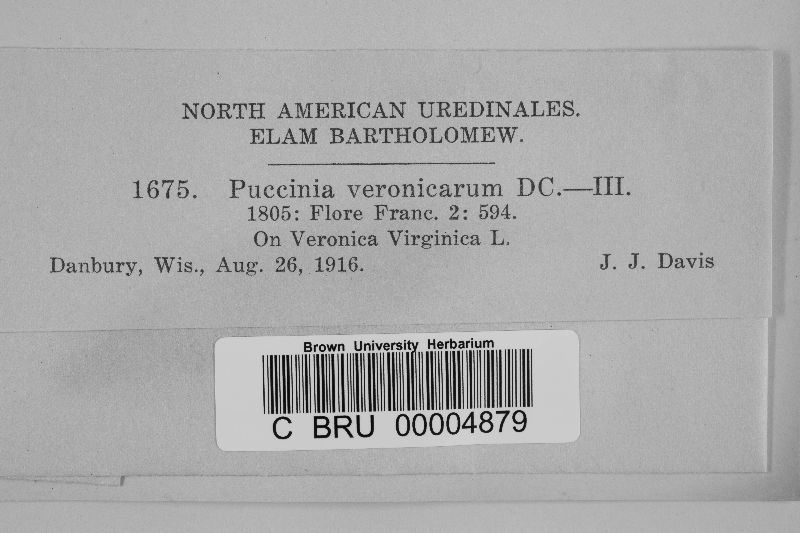 NORTH AMERICAN UREDINALES.
ELAM BARTHOLOMEW.
1675. Puccinia veronicarum DC.—III.
1805: Flore Franc. 2: 594.
On Veronica Virginica L.
Danbury, Wis., Aug. 26, 1916. J. J. Davis
Brown University Herbarium
C BRU 00004879